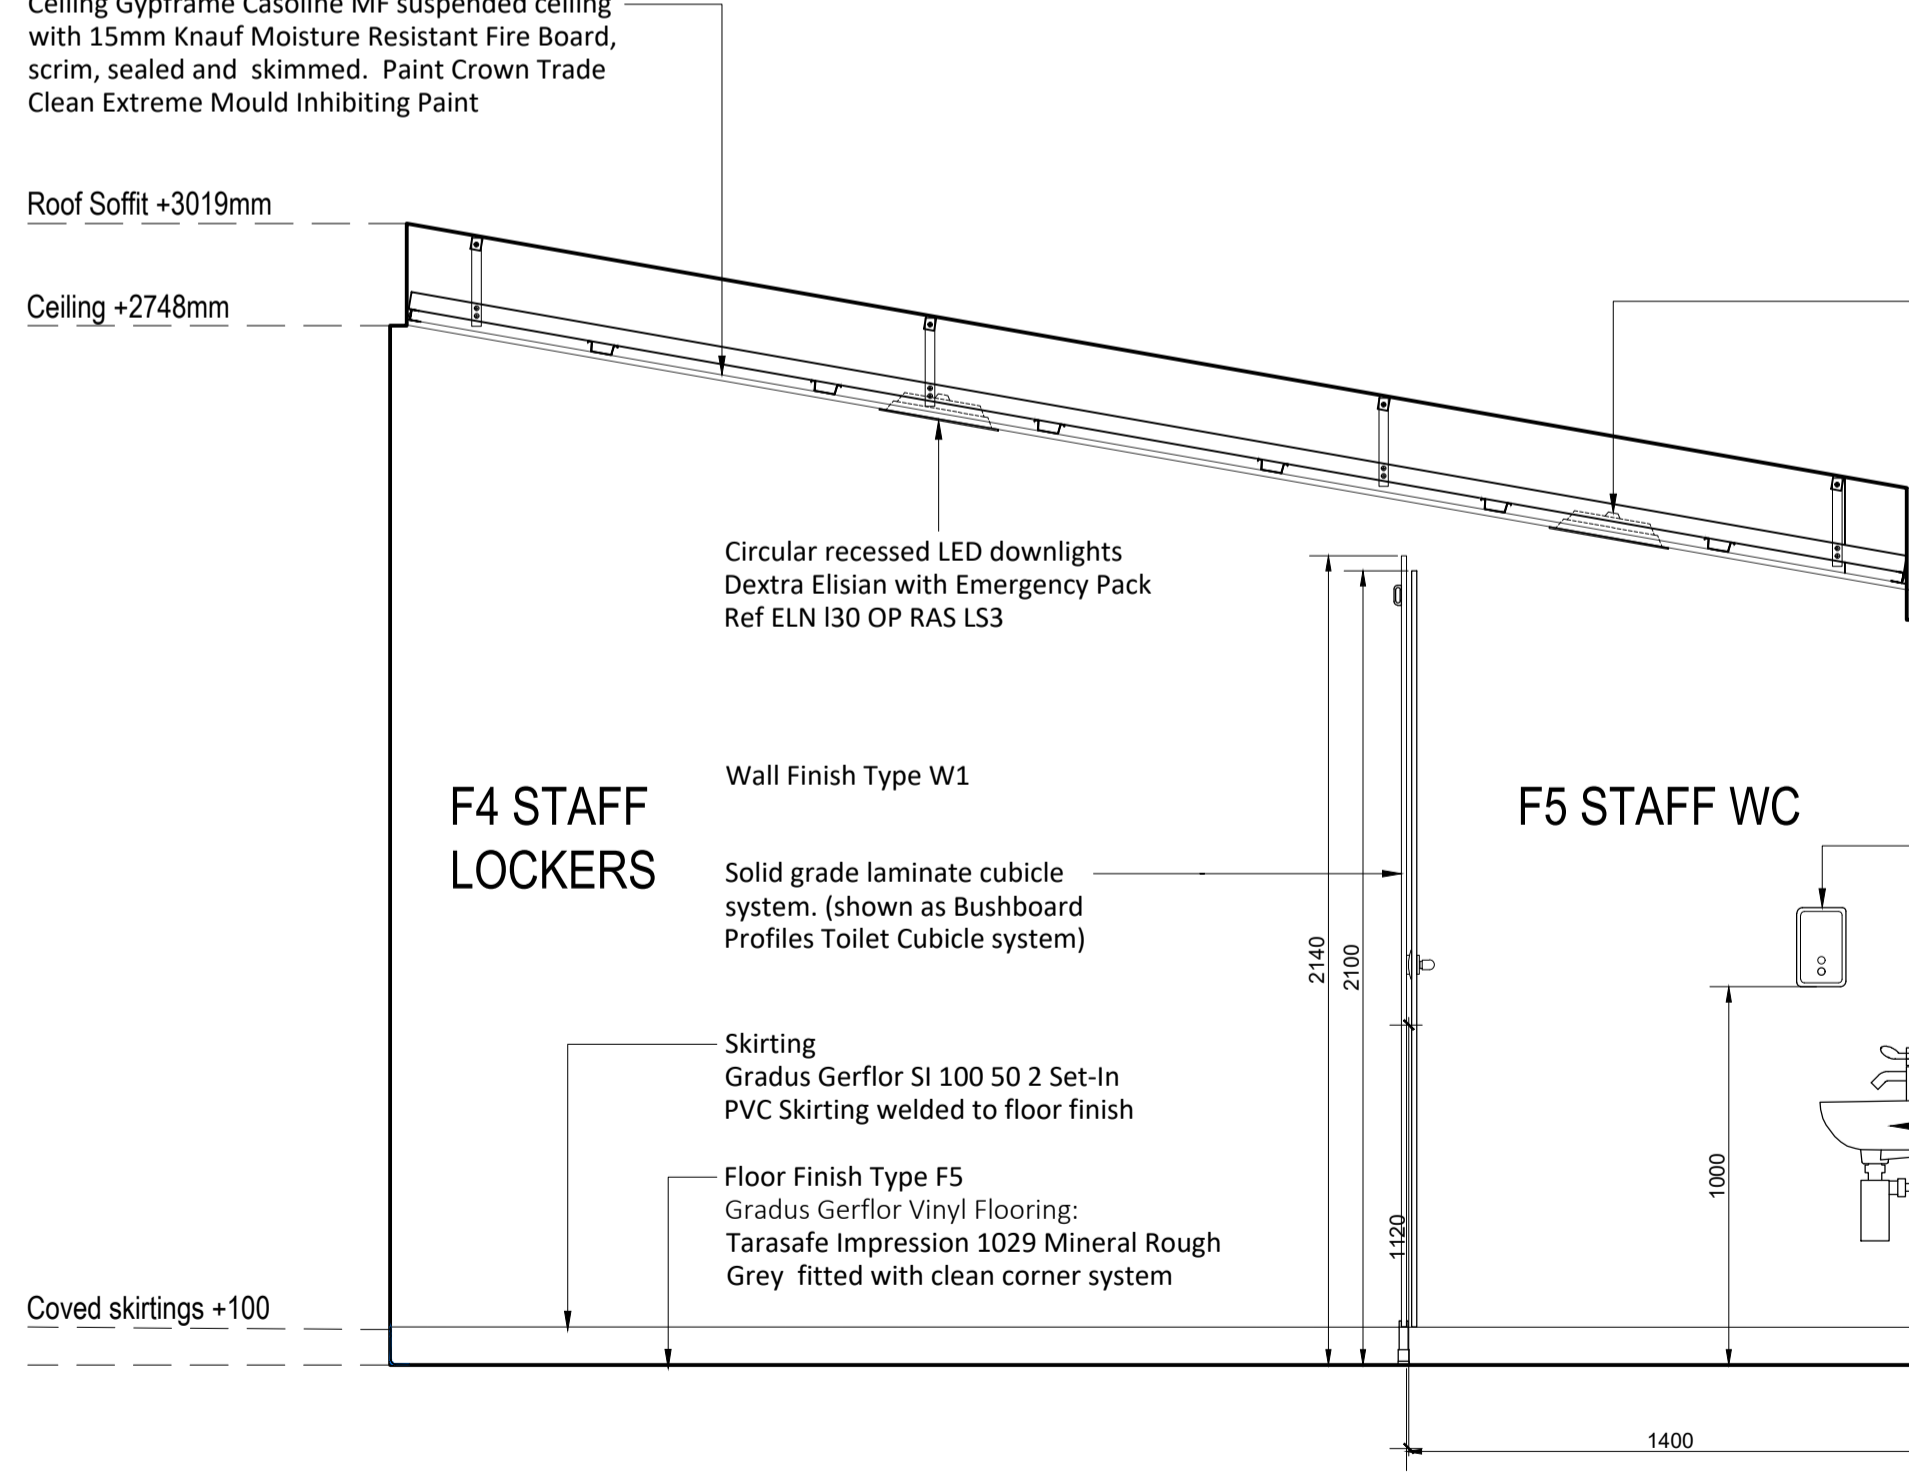 Ceiling Gypframe Casoline MF suspended ceiling
with 15mm Knauf Moisture Resistant Fire Board,
scrim, sealed and  skimmed.  Paint Crown Trade
Clean Extreme Mould Inhibiting Paint
Roof Soffit +3019mm
Ceiling +2748mm
Circular recessed LED downlights
Dextra Elisian with Emergency Pack
Ref ELN l30 OP RAS LS3
Wall Finish Type W1
F4 STAFF
LOCKERS
F5 STAFF WC
Solid grade laminate cubicle
system. (shown as Bushboard
Profiles Toilet Cubicle system)
2140
2100
Skirting
Gradus Gerflor SI 100 50 2 Set-In
PVC Skirting welded to floor finish
1000
Floor Finish Type F5
Gradus Gerflor Vinyl Flooring:
Tarasafe Impression 1029 Mineral Rough
Grey  fitted with clean corner system
1120
Coved skirtings +100
1400